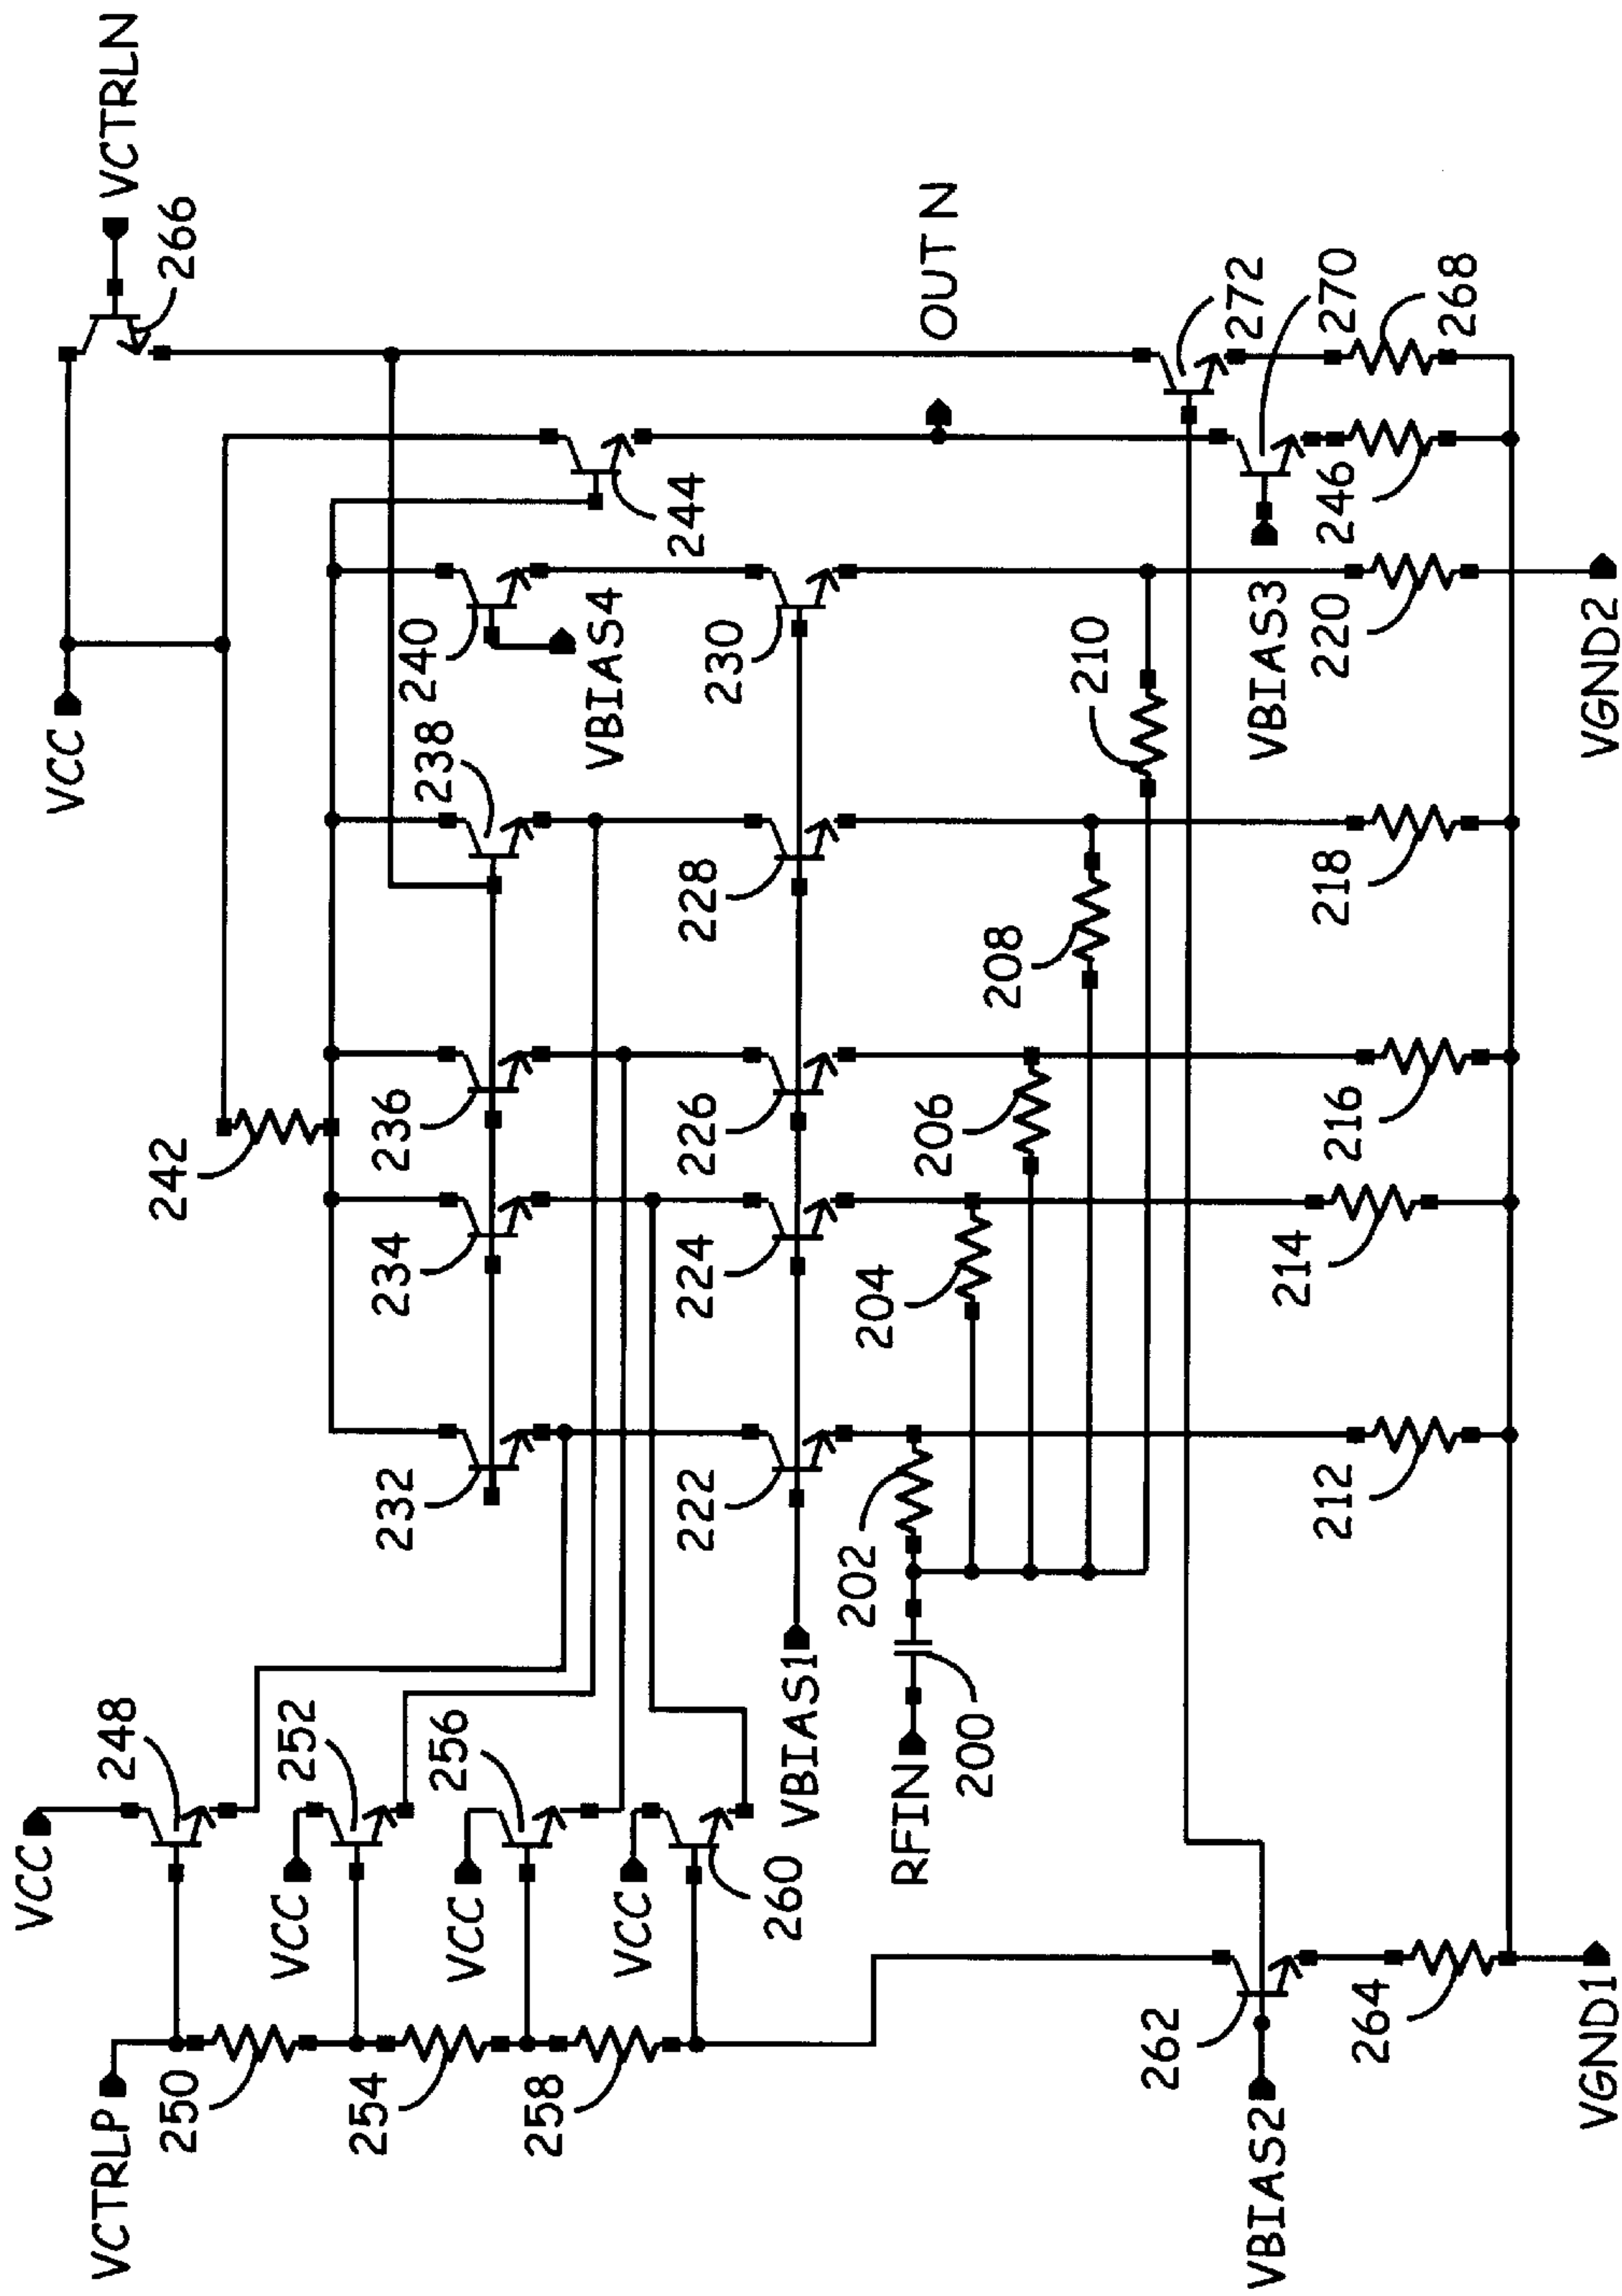 VCC
VCTRLN
VCTRLP
VCC
248
266
250
242
VCC
252
254
232
234
236
238
240
244
VCC
256
VBIAS4
258
VCC
260
222
224
226
228
230
OUT N
VBIAS1
202
204
206
208
210
RFIN
200
272
VBIAS2
262
VBIAS3
270
264
212
214
216
218
220
246
268
VGND1
VGND2